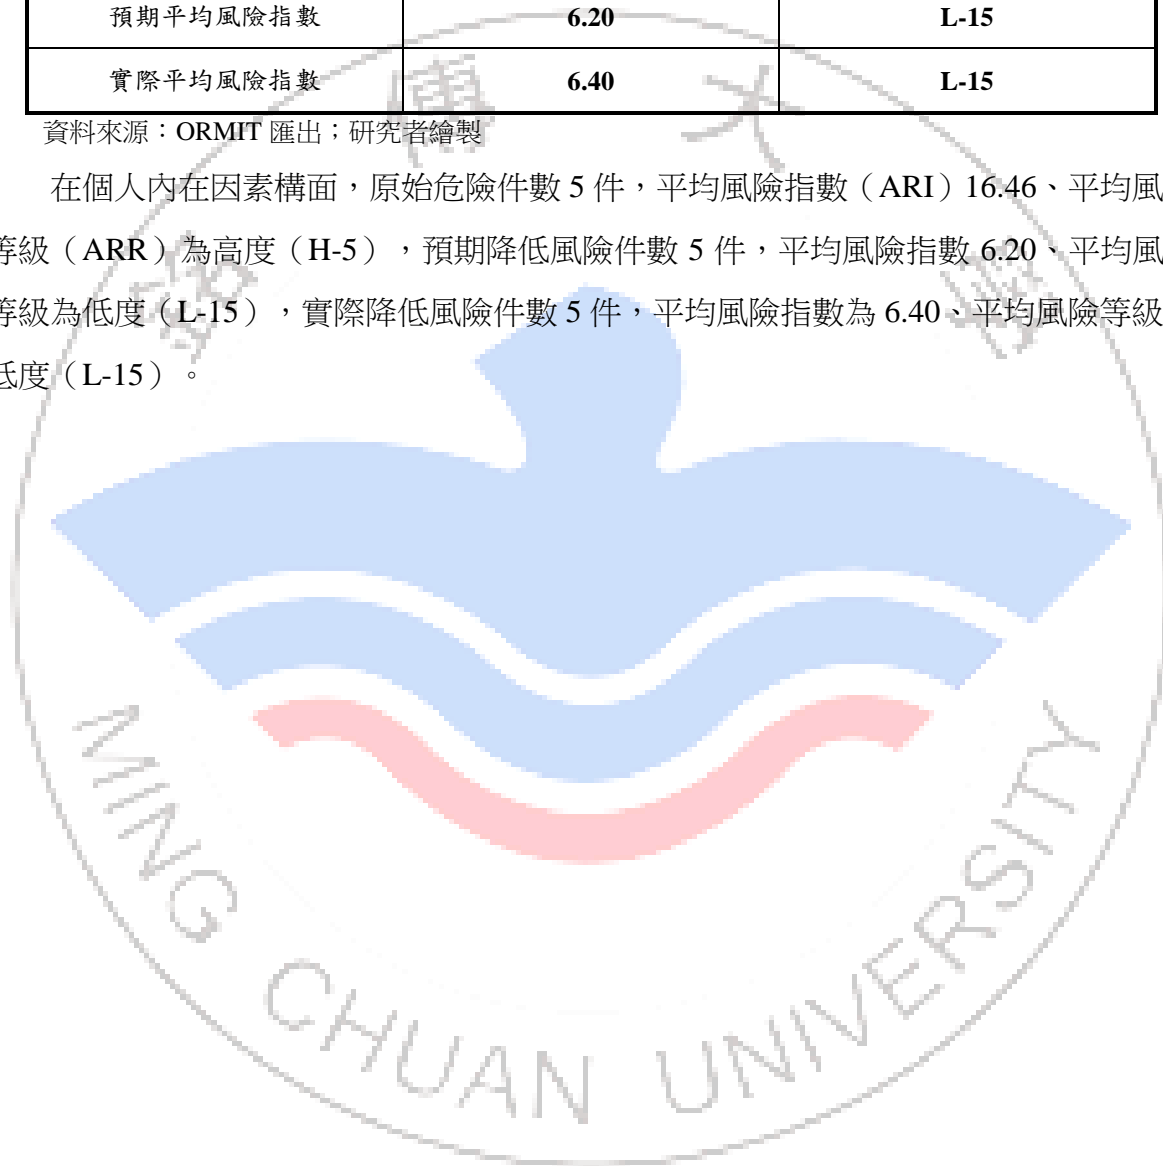 預期平均風險指數 6.20 L-15
實際平均風險指數 6.40 L-15
資料來源：ORMIT 匯出；研究者繪製
在個人內在因素構面，原始危險件數 5 件，平均風險指數（ARI）16.46、平均風
等級（ARR）為高度（H-5），預期降低風險件數 5 件，平均風險指數 6.20、平均風
等級為低度（L-15），實際降低風險件數 5 件，平均風險指數為 6.40、平均風險等級
低度（L-15）。
銘傳大學
MING CHUAN UNIVERSITY